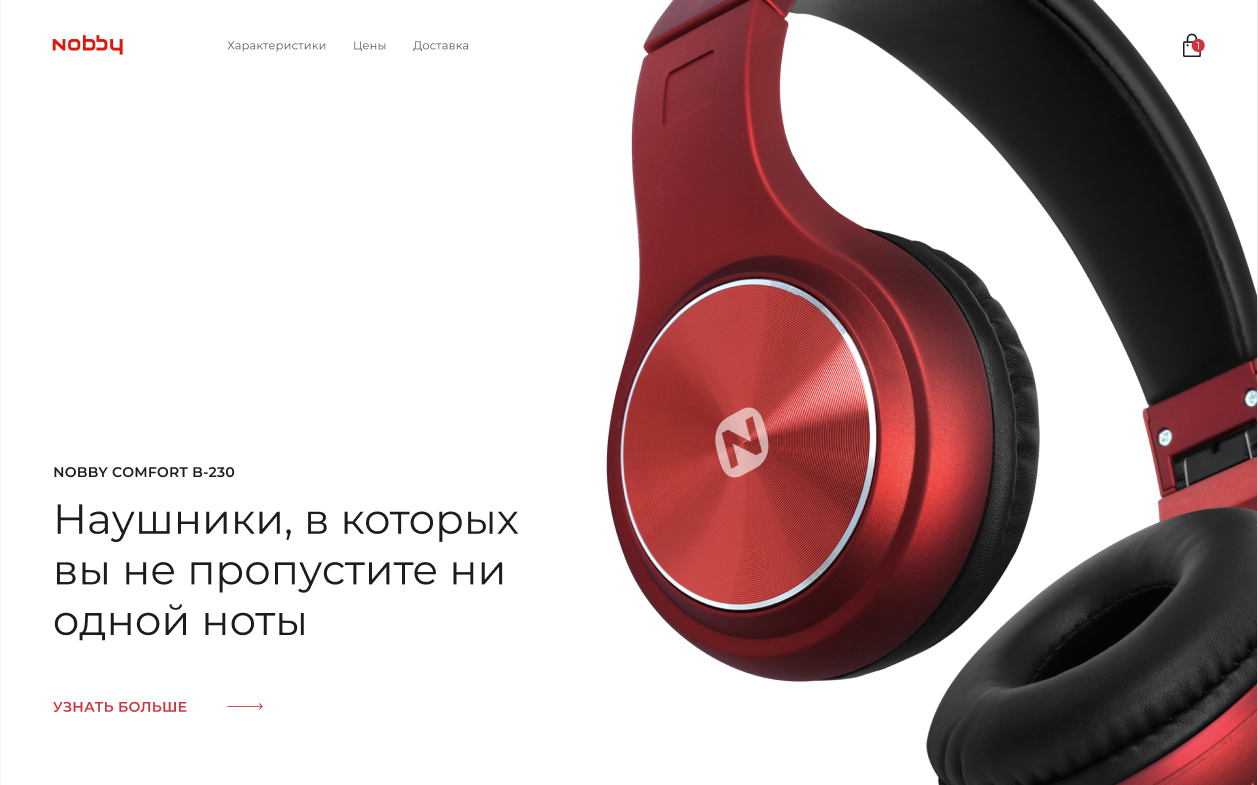 nobby
Характеристики
Цены
Доставка
1
NOBBY COMFORT B-230
Наушники, в которых
вы не пропустите ни
одной ноты
УЗНАТЬ БОЛЬШЕ
N